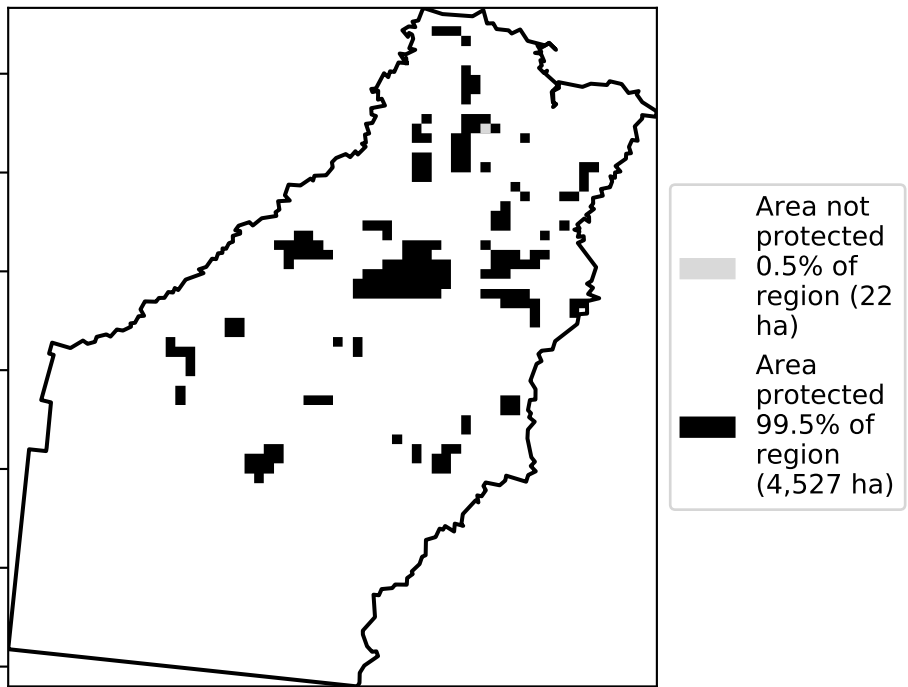 Area not
protected
0.5% of
region (22
ha)
Area
protected
99.5% of
region
(4,527 ha)